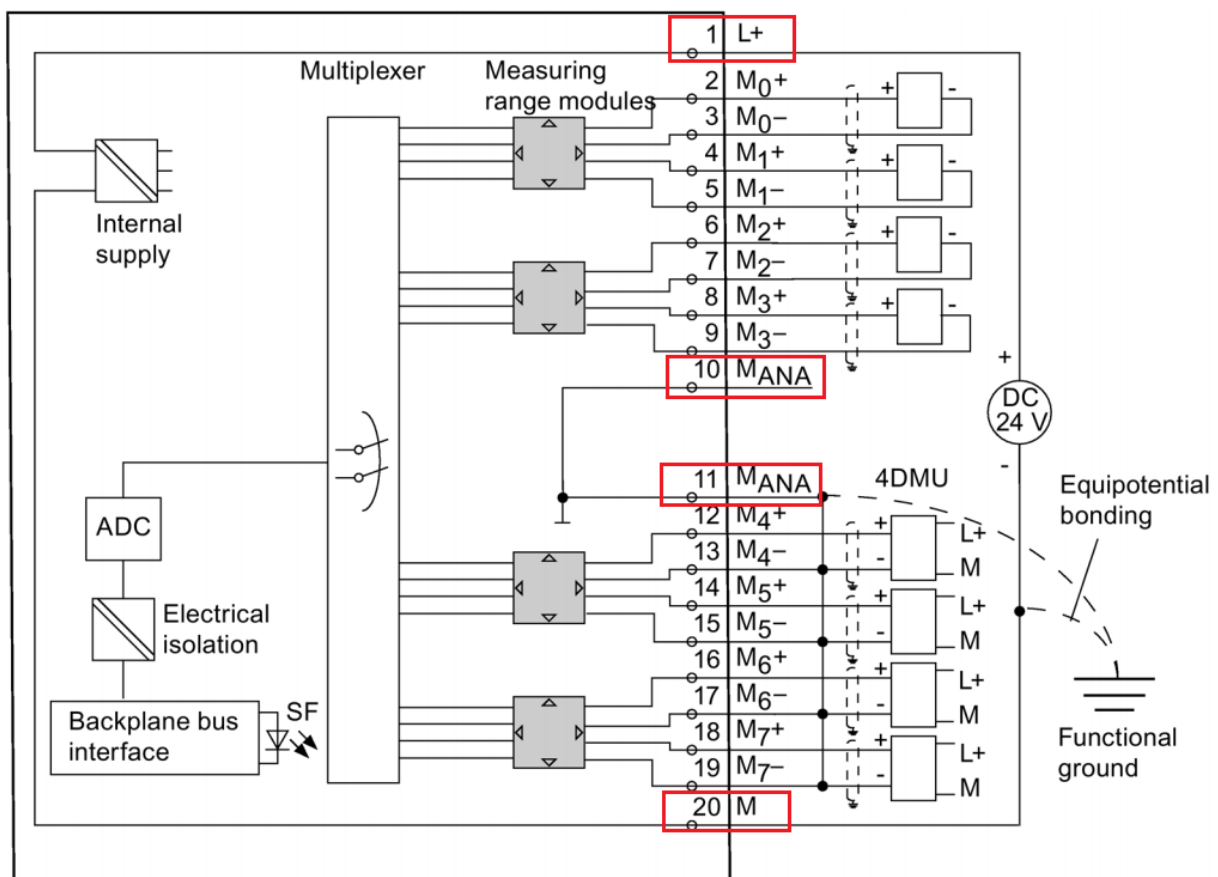 1 L+
Multiplexer
Measuring
range modules
2 M0+
3 M0−
4 M1+
5 M1−
6 M2+
7 M2−
8 M3+
9 M3−
10 MANA
Internal
supply
+ -
+ -
+ -
+ -
+
DC
24 V
-
11 MANA
4DMU
Equipotential
bonding
12 M4+
13 M4−
14 M5+
15 M5−
16 M6+
17 M6−
18 M7+
19 M7−
20 M
+ L+
- M
+ L+
- M
+ L+
- M
+ L+
- M
ADC
Electrical
isolation
Backplane bus
interface
SF
Functional
ground